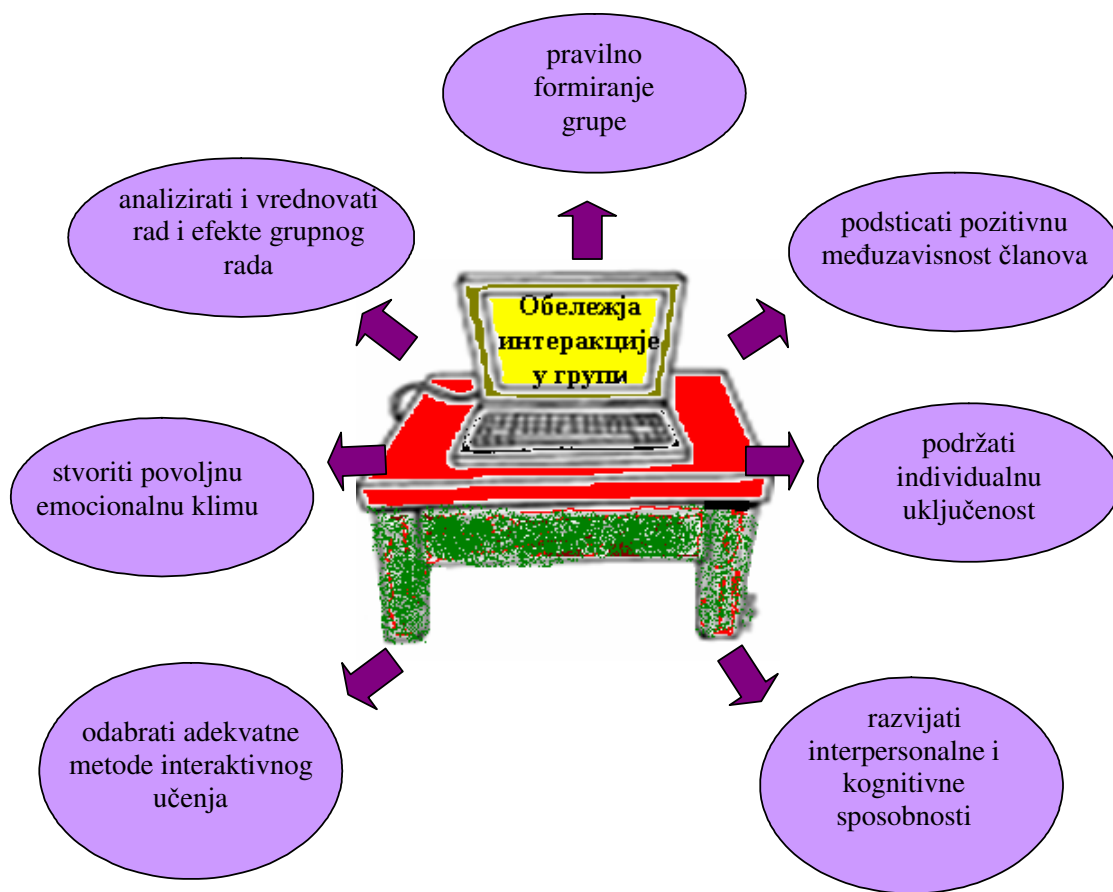 pravilno
formiranje
grupe
analizirati i vrednovati
rad i efekte grupnog
rada
podsticati pozitivnu
međuzavisnost članova
Обележја
интеракције
у групи
stvoriti povoljnu
emocionalnu klimu
podržati
individualnu
uključenost
odabrati adekvatne
metode interaktivnog
učenja
razvijati
interpersonalne i
kognitivne
sposobnosti